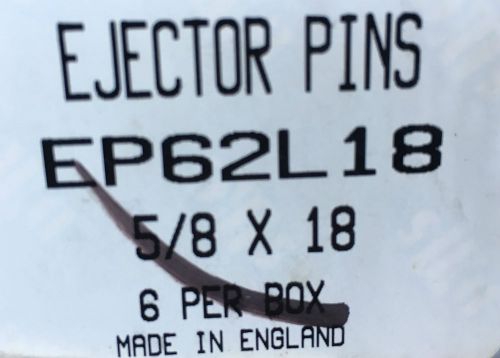 EJECTOR PINS
EP62L18
5/8 X 18
6 PER BOX
MADE IN ENGLAND